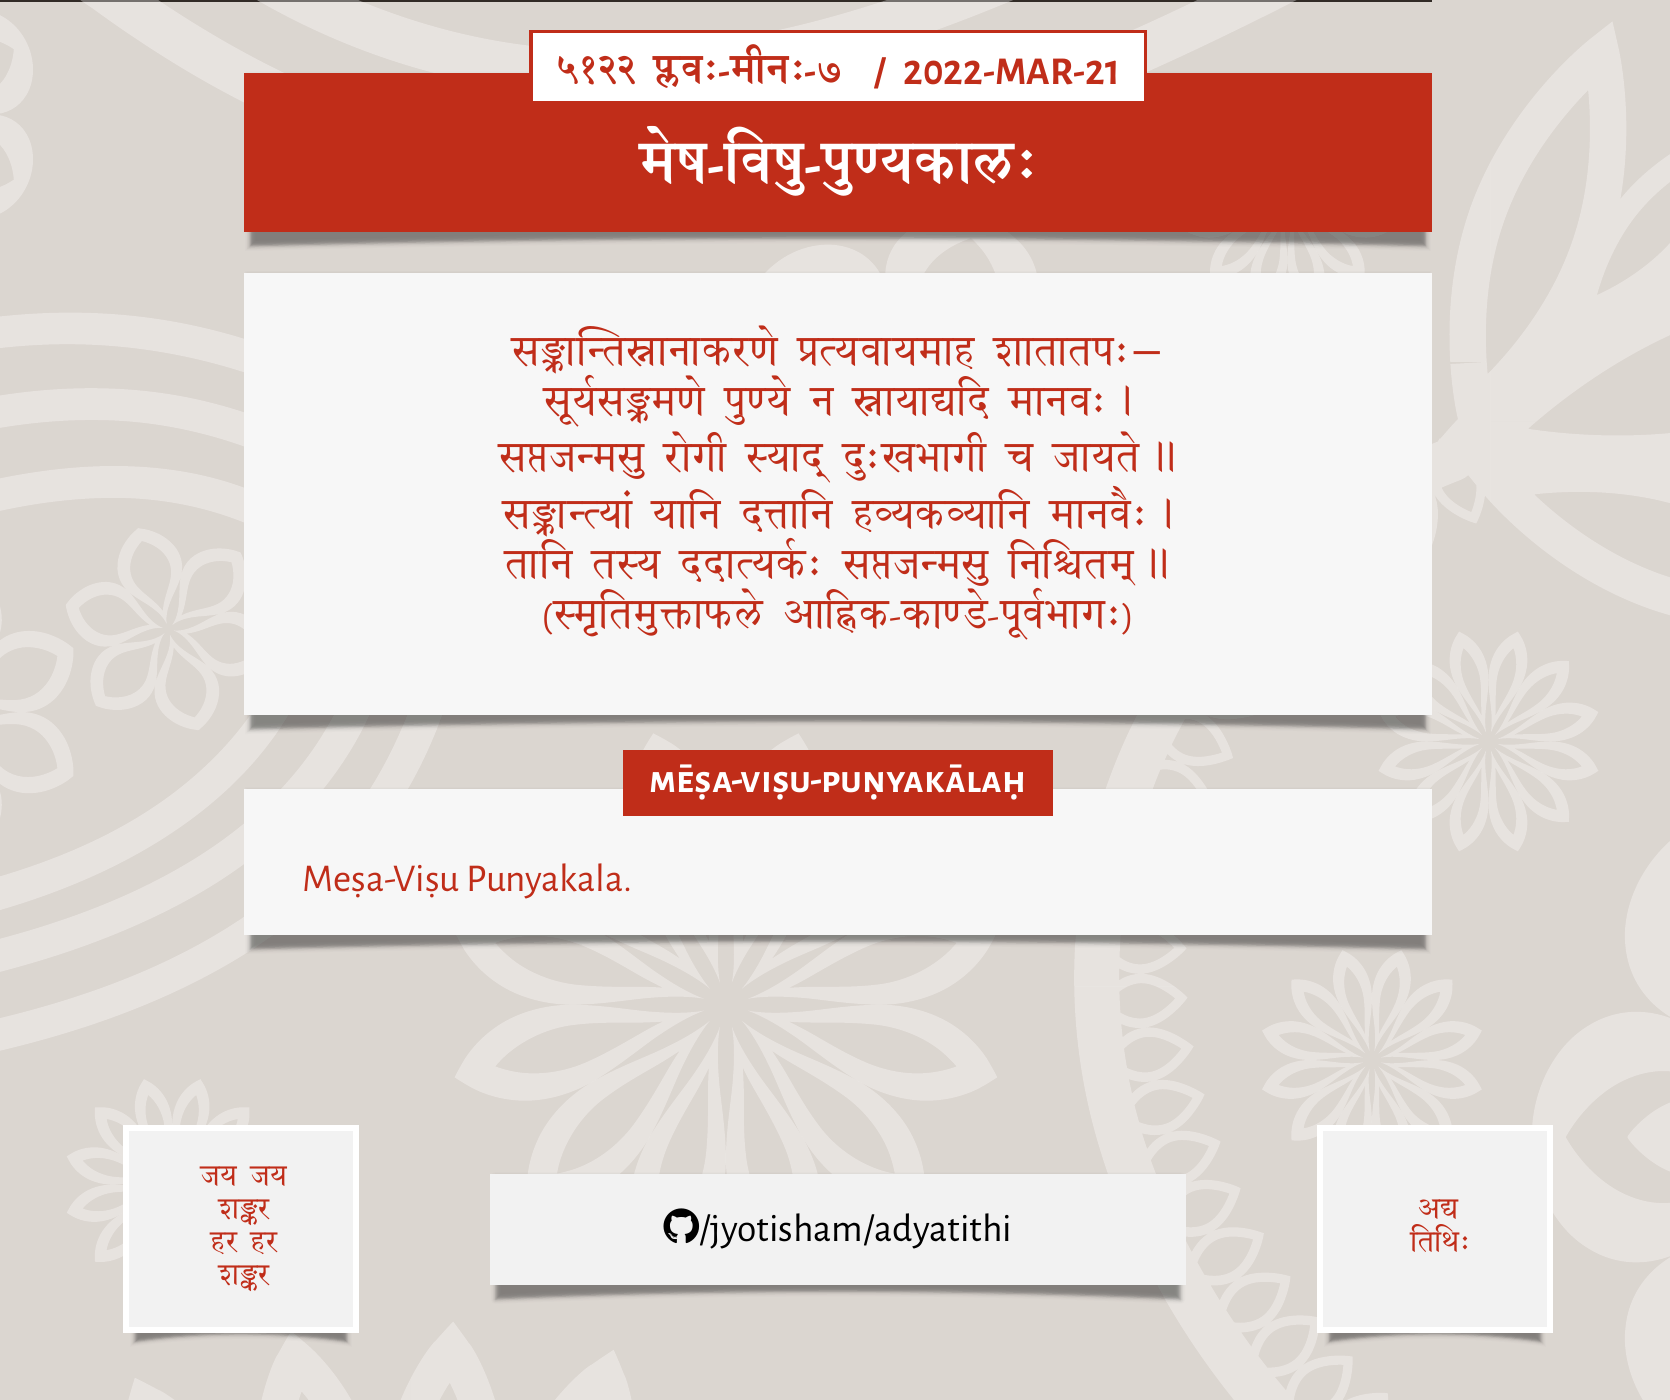 ५१२२ प्लवः-मीनः-७ / 2022-MAR-21
मेष-विषु-पुण्यकालः
सङ्क्रान्तिस्नानाकरणे प्रत्यवायमाह शातातपः—
सूर्यसङ्क्रमणे पुण्ये न स्नायाद्यदि मानवः ।
सप्तजन्मसु रोगी स्याद् दुःखभागी च जायते ॥
सङ्क्रान्त्यां यानि दत्तानि हव्यकव्यानि मानवैः ।
तानि तस्य ददात्यर्कः सप्तजन्मसु निश्चितम् ॥
(स्मृतिमुक्ताफले आह्निक-काण्डे-पूर्वभागः)
MĒṢA-VIṢU-PUṆYAKĀLAḤ
Meṣa-Viṣu Punyakala.
जय जय
शङ्कर
हर हर
शङ्कर
/jyotisham/adyatithi
अद्य
तिथिः